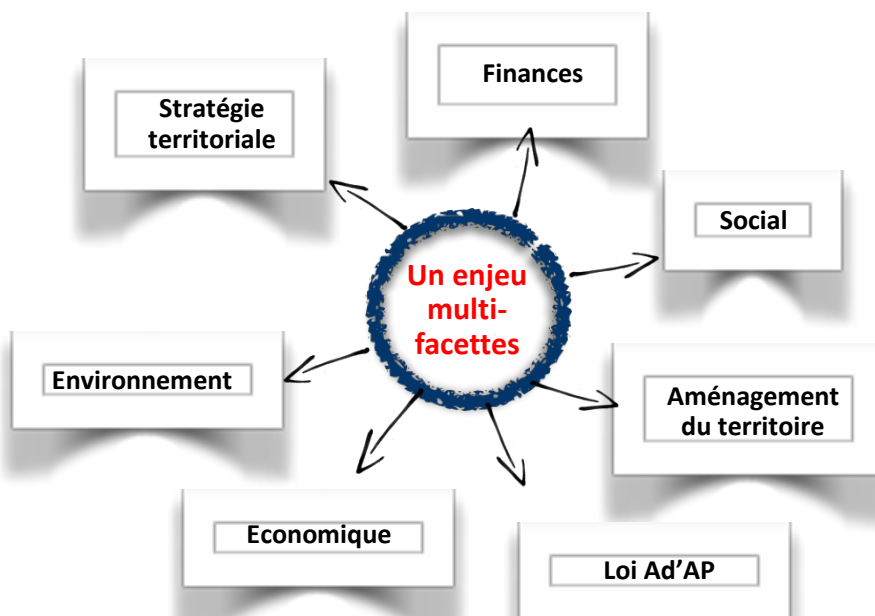 Finances
Stratégie
territoriale
Social
Un enjeu
multi-
facettes
Environnement
Aménagement
du territoire
Economique
Loi Ad’AP